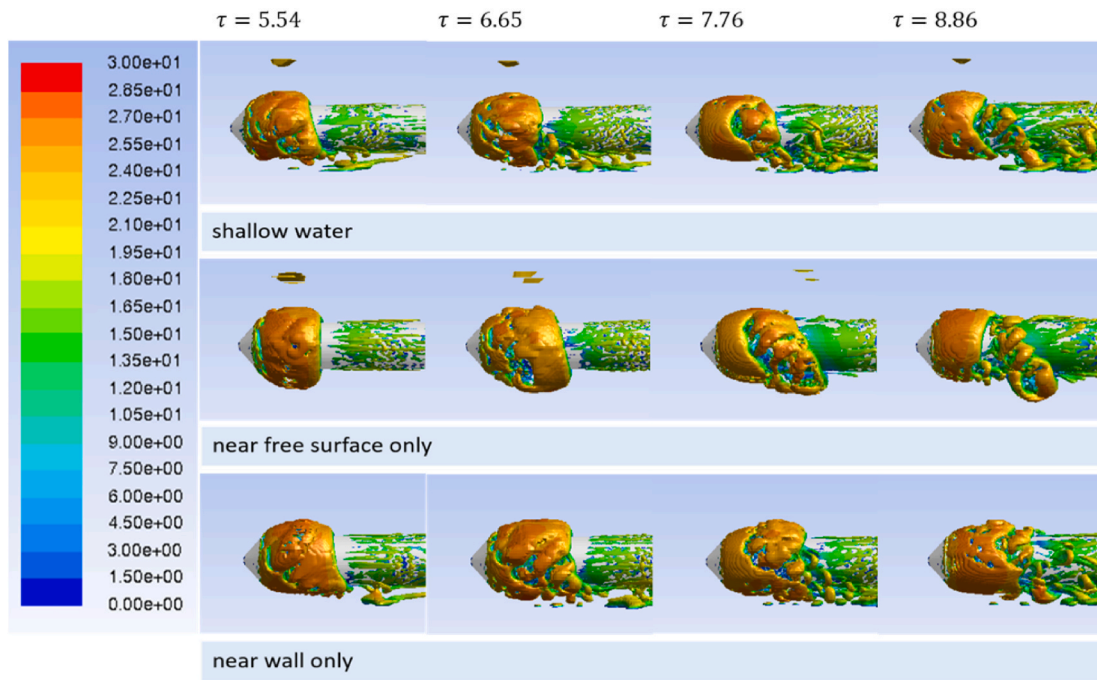 τ = 5.54 τ = 6.65 τ = 7.76 τ = 8.86
3.00e+01
2.85e+01
2.70e+01
2.55e+01
2.40e+01
2.25e+01
2.10e+01
1.95e+01
1.80e+01
1.65e+01
1.50e+01
1.35e+01
1.20e+01
1.05e+01
9.00e+00
7.50e+00
6.00e+00
4.50e+00
3.00e+00
1.50e+00
0.00e+00
shallow water
near free surface only
near wall only